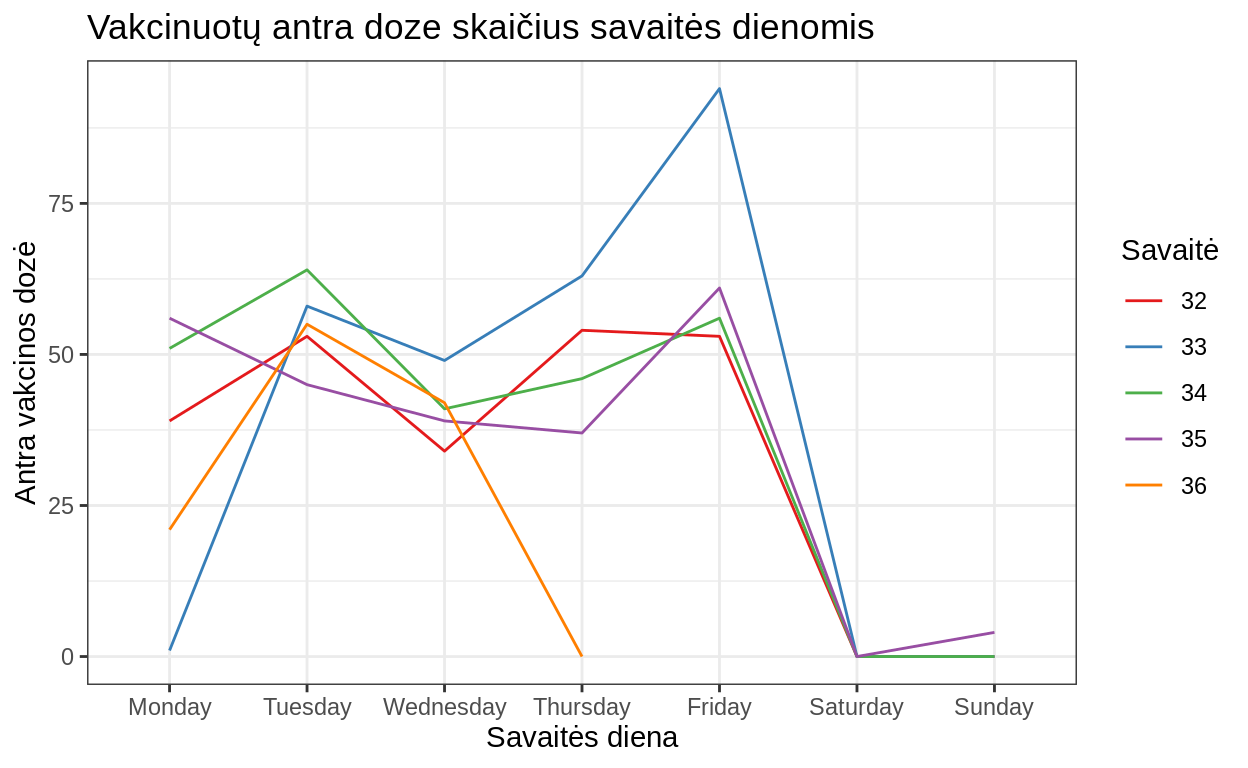 Vakcinuotų antra doze skaičius savaitės dienomis
Antra vakcinos dozė
75
50
25
0
Monday Tuesday Wednesday Thursday Friday Saturday Sunday
Savaitės diena
Savaitė
32
33
34
35
36